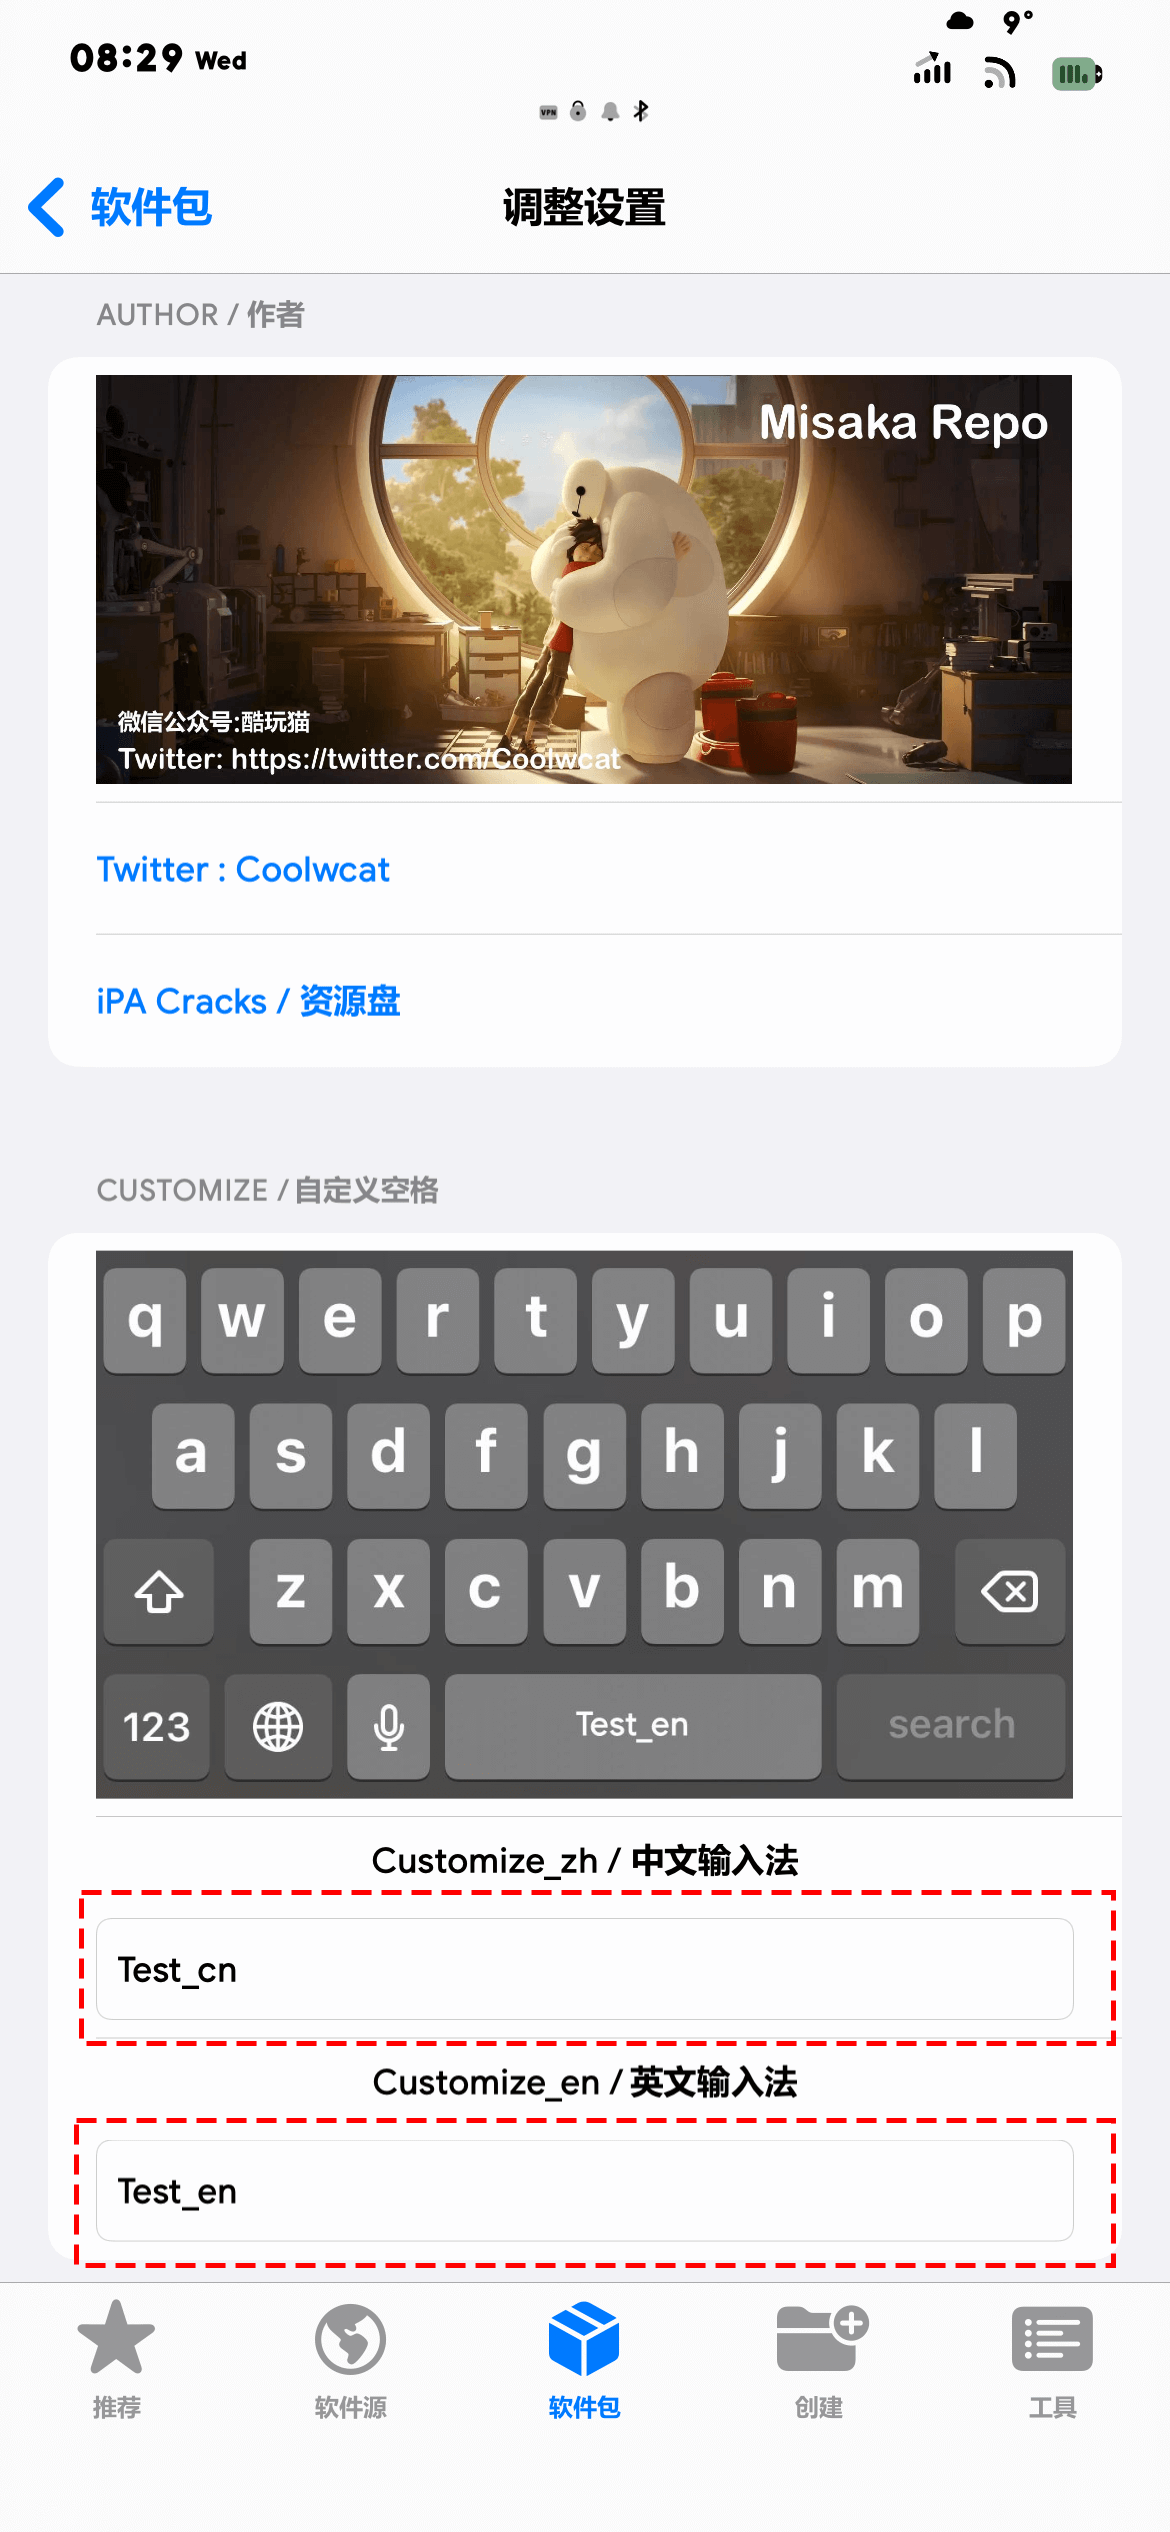 08:29 Wed
9°
VPN
软件包
调整设置
AUTHOR / 作者
Misaka Repo
微信公众号:酷玩猫
Twitter: https://twitter.com/Coolwcat
Twitter : Coolwcat
iPA Cracks / 资源盘
CUSTOMIZE / 自定义空格
q w e r t y u i o p
a s d f g h j k l
z x c v b n m
123 Test_en search
Customize_zh / 中文输入法
Test_cn
Customize_en / 英文输入法
Test_en
推荐 软件源 软件包 创建 工具